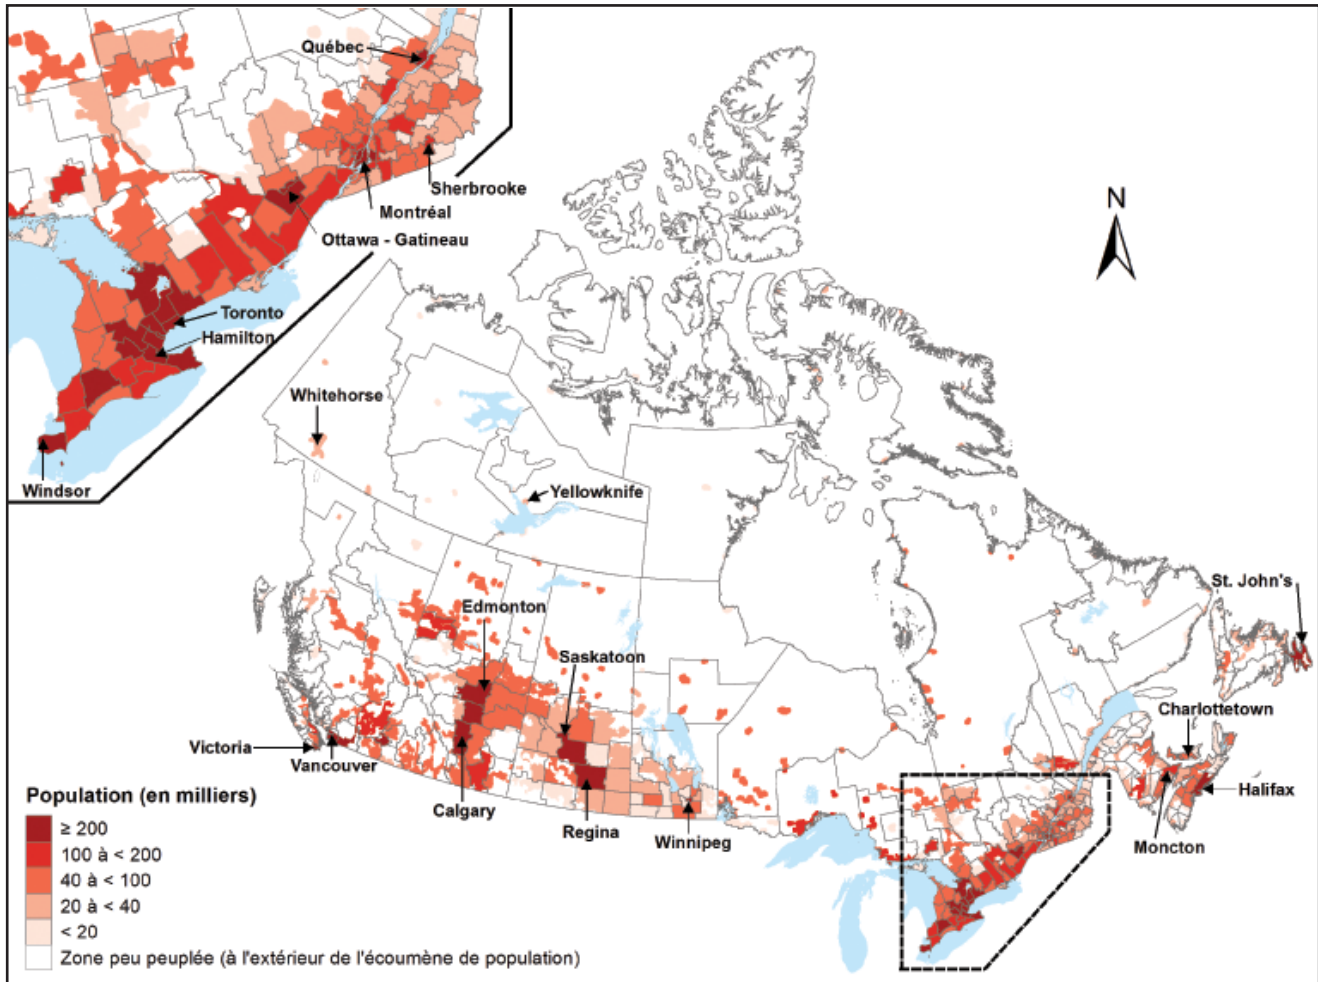 Québec
Sherbrooke
Montréal
Ottawa - Gatineau
Toronto
Hamilton
Windsor
N
Whitehorse
Yellowknife
Edmonton
Saskatoon
St. John's
Charlottetown
Victoria
Vancouver
Calgary
Regina
Winnipeg
Halifax
Moncton
Population (en milliers)
≥ 200
100 à < 200
40 à < 100
20 à < 40
< 20
Zone peu peuplée (à l'extérieur de l'écoumène de population)